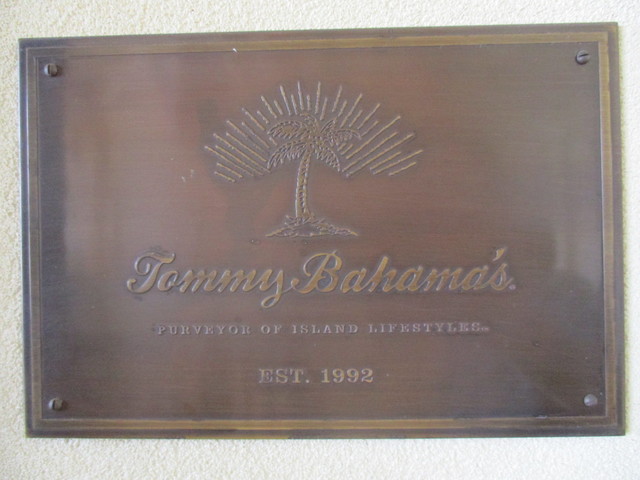 Tommy Bahama's.
PURVEYOR OF ISLAND LIFESTYLES
EST. 1992